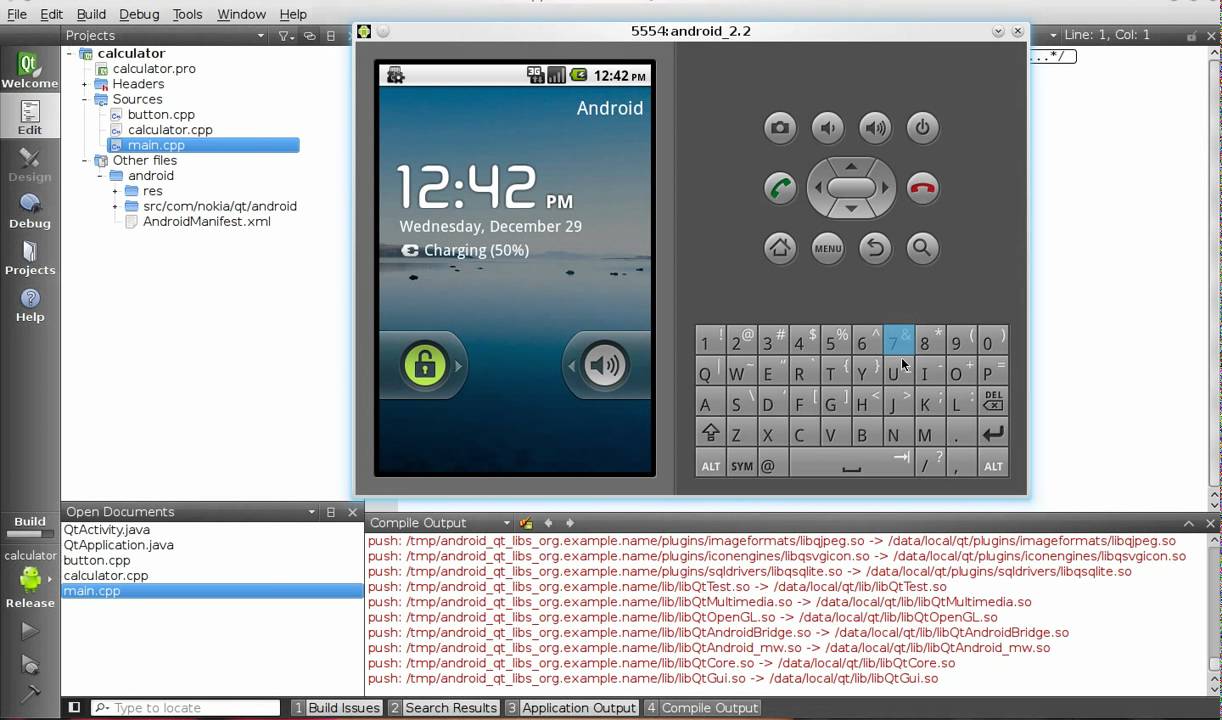 File Edit Build Debug Tools Window Help
Projects
calculator
calculator.pro
Headers
Sources
button.cpp
calculator.cpp
main.cpp
Other files
android
res
src/com/nokia/qt/android
AndroidManifest.xml
Welcome
Edit
Design
Debug
Projects
Help
Build
calculator
Release
5554:android_2.2
Line: 1, Col: 1
...*/
3G 12:42 PM
Android
12:42 PM
Wednesday, December 29
Charging (50%)
MENU
1 ! 2 @ 3 # 4 $ 5 % 6 ^ 7 & 8 * 9 ( 0 )
Q | W ~ E " R ` T { Y } U _ I - O + P =
A S \ D ' F [ G ] H < J > K ; L : DEL
Z X C V B N M .
ALT SYM @ / ? , ALT
Open Documents
QtActivity.java
QtApplication.java
button.cpp
calculator.cpp
main.cpp
Compile Output
push: /tmp/android_qt_libs_org.example.name/plugins/imageformats/libqjpeg.so -> /data/local/qt/plugins/imageformats/libqjpeg.so
push: /tmp/android_qt_libs_org.example.name/plugins/iconengines/libqsvgicon.so -> /data/local/qt/plugins/iconengines/libqsvgicon.so
push: /tmp/android_qt_libs_org.example.name/plugins/sqldrivers/libqsqlite.so -> /data/local/qt/plugins/sqldrivers/libqsqlite.so
push: /tmp/android_qt_libs_org.example.name/lib/libQtTest.so -> /data/local/qt/lib/libQtTest.so
push: /tmp/android_qt_libs_org.example.name/lib/libQtMultimedia.so -> /data/local/qt/lib/libQtMultimedia.so
push: /tmp/android_qt_libs_org.example.name/lib/libQtOpenGL.so -> /data/local/qt/lib/libQtOpenGL.so
push: /tmp/android_qt_libs_org.example.name/lib/libQtAndroidBridge.so -> /data/local/qt/lib/libQtAndroidBridge.so
push: /tmp/android_qt_libs_org.example.name/lib/libQtAndroid_mw.so -> /data/local/qt/lib/libQtAndroid_mw.so
push: /tmp/android_qt_libs_org.example.name/lib/libQtCore.so -> /data/local/qt/lib/libQtCore.so
push: /tmp/android_qt_libs_org.example.name/lib/libQtGui.so -> /data/local/qt/lib/libQtGui.so
Type to locate
1 Build Issues 2 Search Results 3 Application Output 4 Compile Output